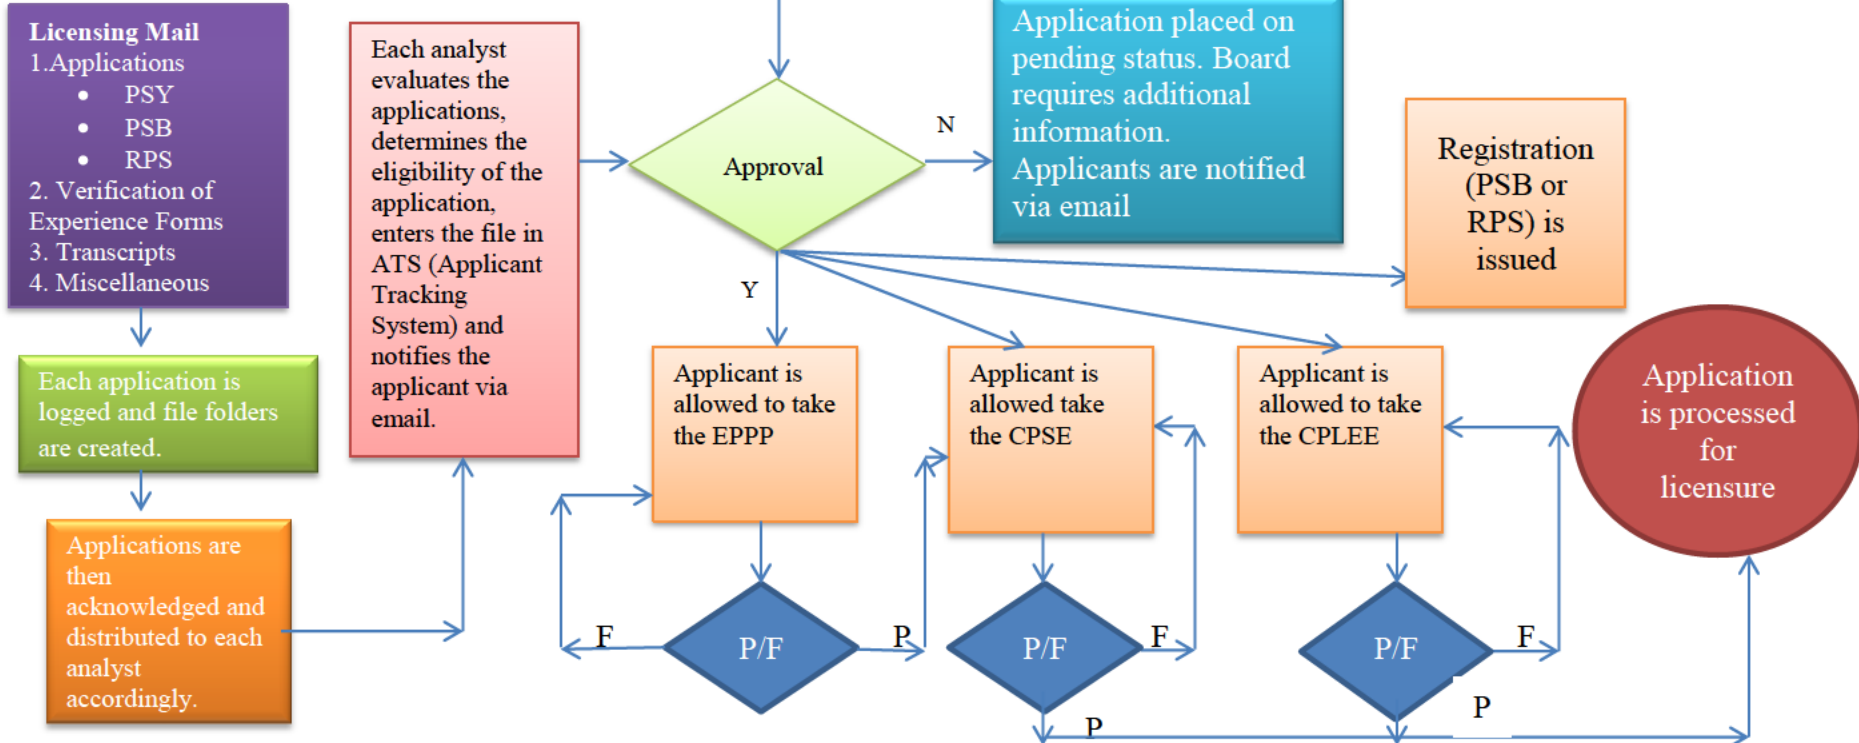 Licensing Mail
1.Applications
• PSY
• PSB
• RPS
2. Verification of
Experience Forms
3. Transcripts
4. Miscellaneous
Each application is
logged and file folders
are created.
Applications are
then
acknowledged and
distributed to each
analyst
accordingly.
Each analyst
evaluates the
applications,
determines the
eligibility of the
application,
enters the file in
ATS (Applicant
Tracking
System) and
notifies the
applicant via
email.
Approval
N
Y
Application placed on
pending status. Board
requires additional
information.
Applicants are notified
via email
Registration
(PSB or
RPS) is
issued
Applicant is
allowed to take
the EPPP
Applicant is
allowed take
the CPSE
Applicant is
allowed to take
the CPLEE
Application
is processed
for
licensure
F
P/F
P
P/F
F
P/F
F
P
P